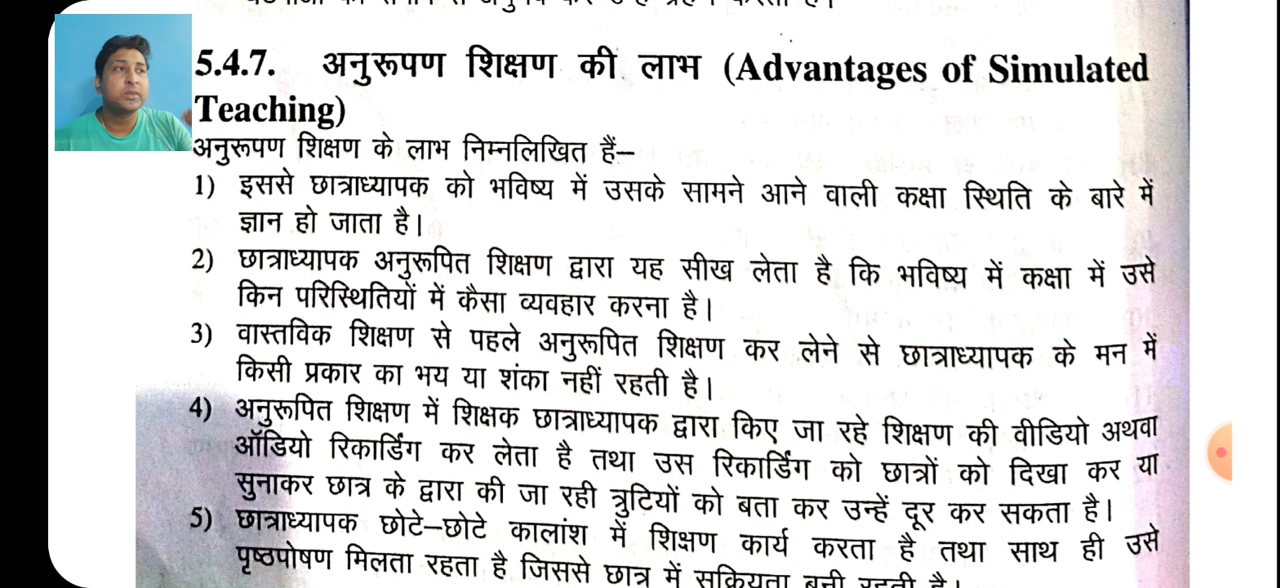 5.4.7. अनुरूपण शिक्षण की लाभ (Advantages of Simulated
Teaching)
अनुरूपण शिक्षण के लाभ निम्नलिखित हैं–
1) इससे छात्राध्यापक को भविष्य में उसके सामने आने वाली कक्षा स्थिति के बारे में
ज्ञान हो जाता है।
2) छात्राध्यापक अनुरूपित शिक्षण द्वारा यह सीख लेता है कि भविष्य में कक्षा में उसे
किन परिस्थितियों में कैसा व्यवहार करना है।
3) वास्तविक शिक्षण से पहले अनुरूपित शिक्षण कर लेने से छात्राध्यापक के मन में
किसी प्रकार का भय या शंका नहीं रहती है।
4) अनुरूपित शिक्षण में शिक्षक छात्राध्यापक द्वारा किए जा रहे शिक्षण की वीडियो अथवा
ऑडियो रिकार्डिंग कर लेता है तथा उस रिकार्डिंग को छात्रों को दिखा कर या
सुनाकर छात्र के द्वारा की जा रही त्रुटियों को बता कर उन्हें दूर कर सकता है।
5) छात्राध्यापक छोटे–छोटे कालांश में शिक्षण कार्य करता है तथा साथ ही उसे
पृष्ठपोषण मिलता रहता है जिससे छात्र में सक्रियता बनी रहती है।